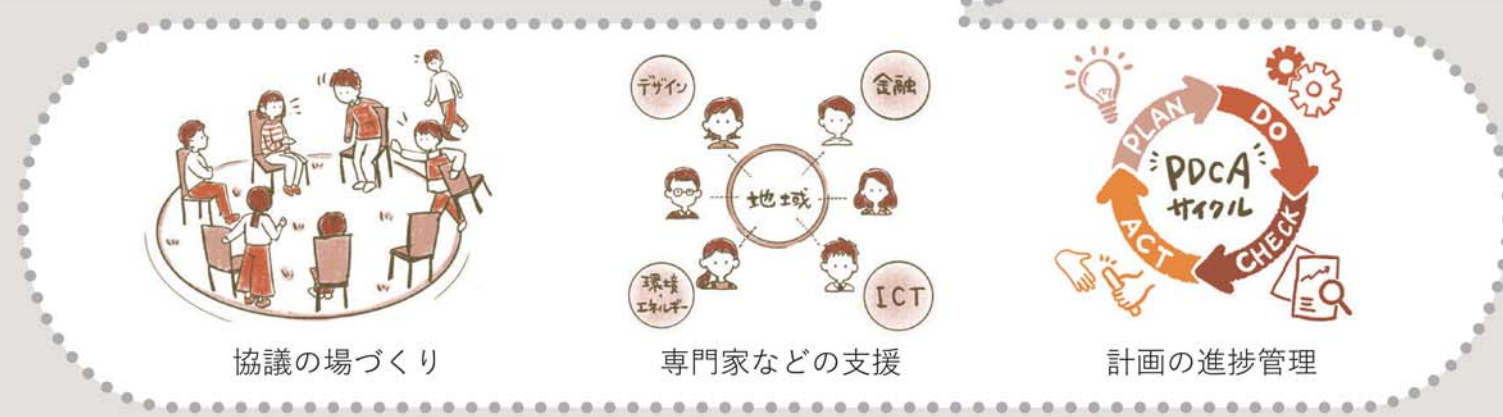 デザイン
金融
地域
環境・
エネルギー
ICT
PLAN
DO
CHECK
ACT
PDCA
サイクル
協議の場づくり
専門家などの支援
計画の進捗管理